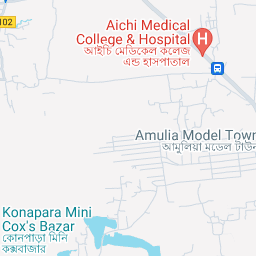 Aichi Medical
College & Hospital
আইচি মেডিকেল কলেজ
এন্ড হাসপাতাল
H
102
Amulia Model Town
আমুলিয়া মডেল টাউন
Konapara Mini
Cox's Bazar
কোনাপাড়া মিনি
কক্সবাজার